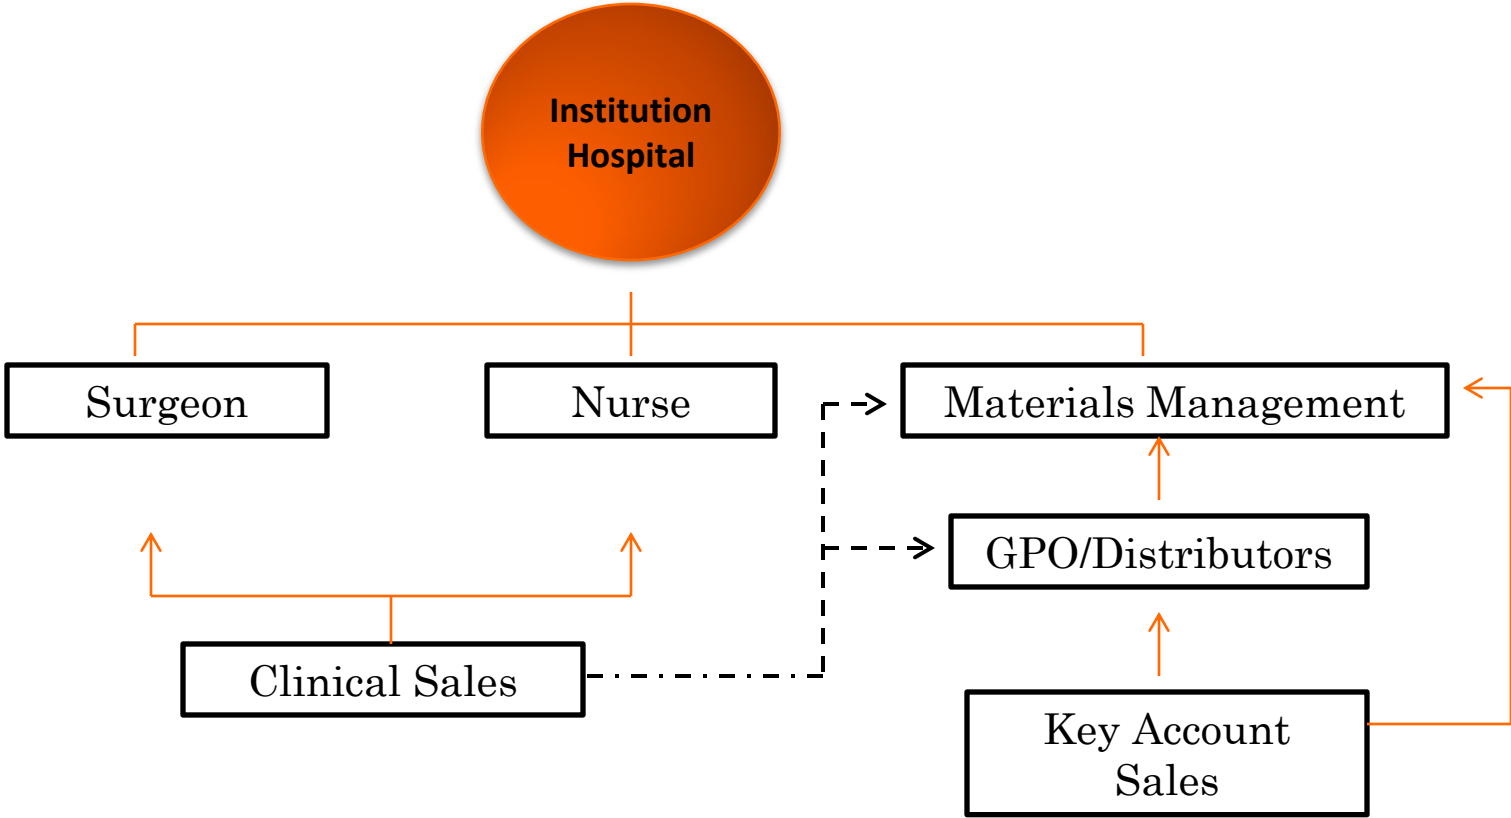 Institution
Hospital
Surgeon
Nurse
Materials Management
GPO/Distributors
Clinical Sales
Key Account
Sales